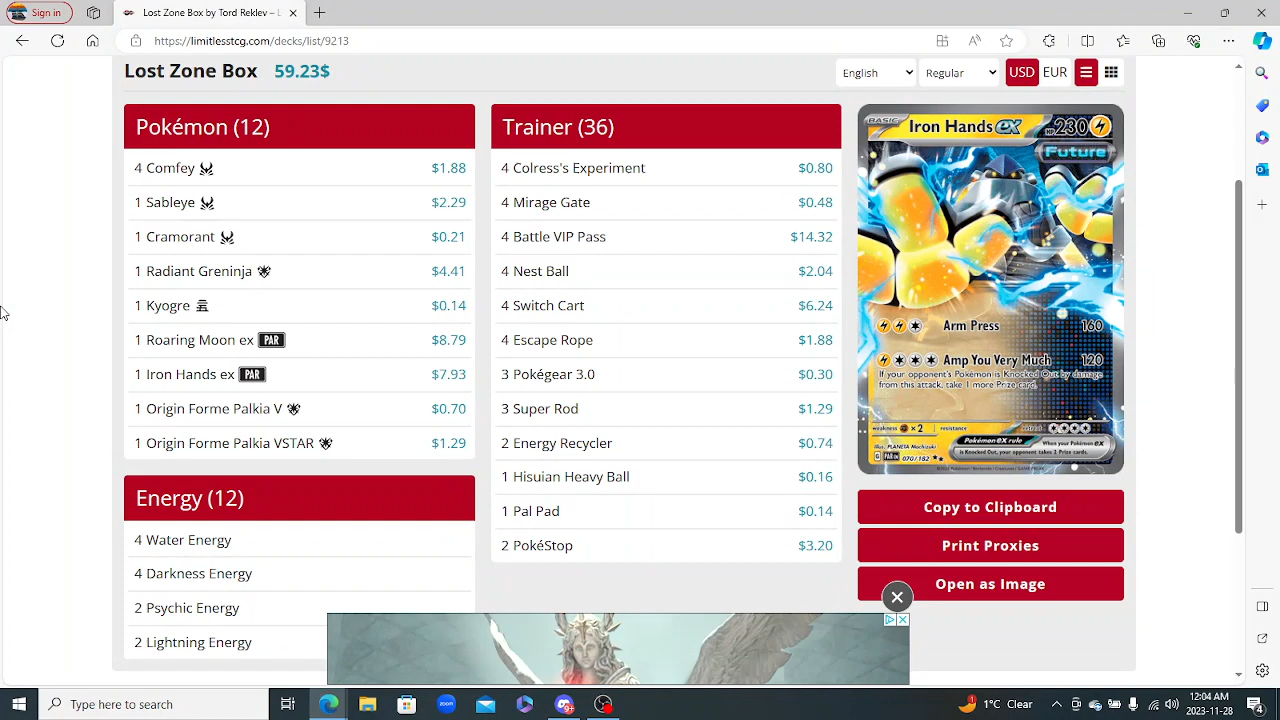 Signed in
Lost Zone Box by Tord Reklev –
https://limitlesstcg.com/decks/list/9213
Lost Zone Box 59.23$
English
Regular
USD
EUR
Pokémon (12)
4 Comfey $1.88
1 Sableye $2.29
1 Cramorant $0.21
1 Radiant Greninja $4.41
1 Kyogre $0.14
1 Roaring Moon ex PAR $8.79
1 Iron Hands ex PAR $7.93
1 Origin Forme Palkia V $0.70
1 Origin Forme Palkia VSTAR $1.29
Energy (12)
4 Water Energy
4 Darkness Energy
2 Psychic Energy
2 Lightning Energy
Trainer (36)
4 Colress's Experiment $0.80
4 Mirage Gate $0.48
4 Battle VIP Pass $14.32
4 Nest Ball $2.04
4 Switch Cart $6.24
4 Escape Rope $1.88
3 Pokégear 3.0 $0.30
3 Super Rod $1.29
2 Energy Recycler $0.74
1 Hisuian Heavy Ball $0.16
1 Pal Pad $0.14
2 PokéStop $3.20
BASIC Iron Hands ex HP 230
Future
Arm Press 160
Amp You Very Much 120
If your opponent's Pokémon is Knocked Out by damage
from this attack, take 1 more Prize card.
weakness ×2 resistance retreat
Illus. PLANETA Mochizuki
Pokémon ex rule When your Pokémon ex
is Knocked Out, your opponent takes 2 Prize cards.
G PAR EN 070/182
Copy to Clipboard
Print Proxies
Open as Image
Type here to search
zoom
1
12:04 AM
2023-11-28